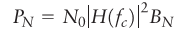 P_N = N_0|H(f_c)|^2 B_N